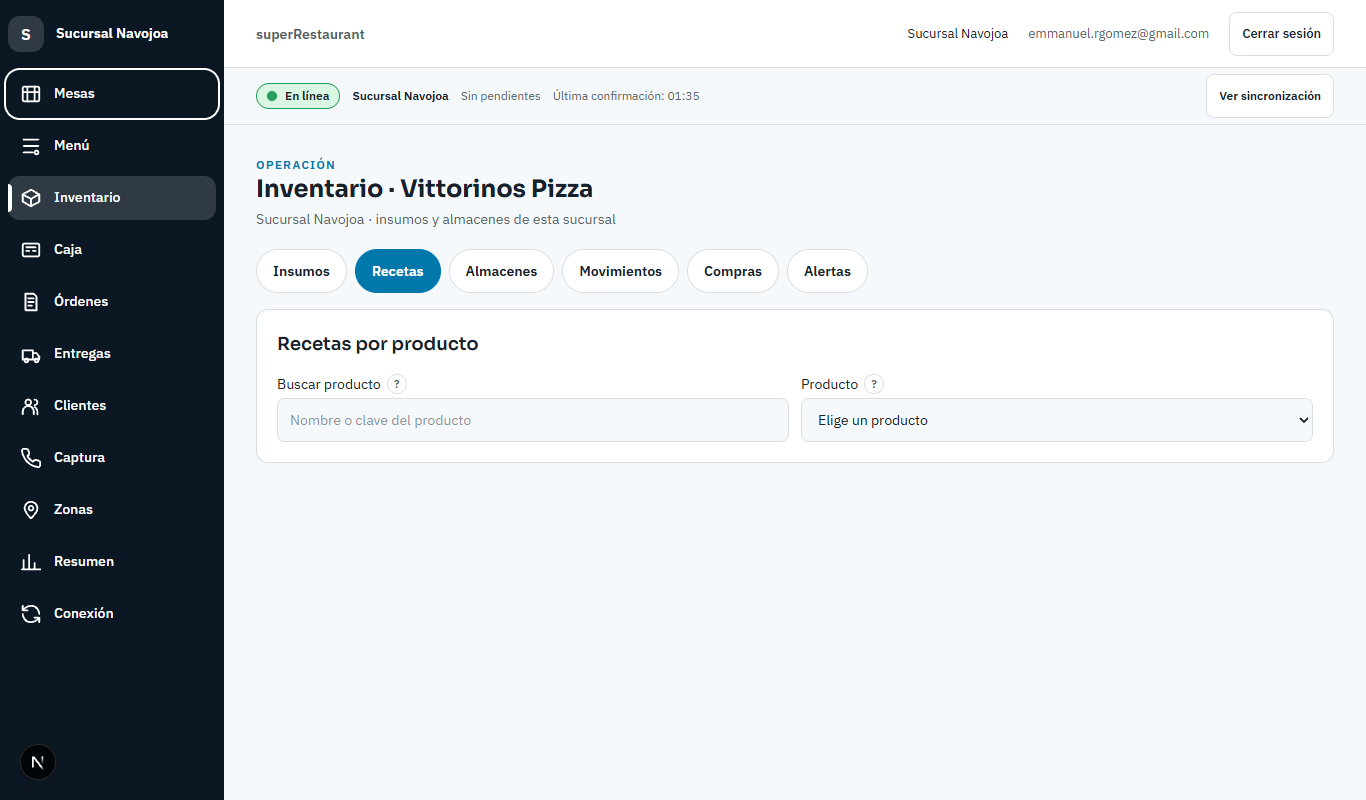 S Sucursal Navojoa
Mesas
Menú
Inventario
Caja
Órdenes
Entregas
Clientes
Captura
Zonas
Resumen
Conexión
N
superRestaurant Sucursal Navojoa emmanuel.rgomez@gmail.com Cerrar sesión
En línea Sucursal Navojoa Sin pendientes Última confirmación: 01:35 Ver sincronización
OPERACIÓN
Inventario · Vittorinos Pizza
Sucursal Navojoa · insumos y almacenes de esta sucursal
Insumos Recetas Almacenes Movimientos Compras Alertas
Recetas por producto
Buscar producto ? Producto ?
Nombre o clave del producto Elige un producto